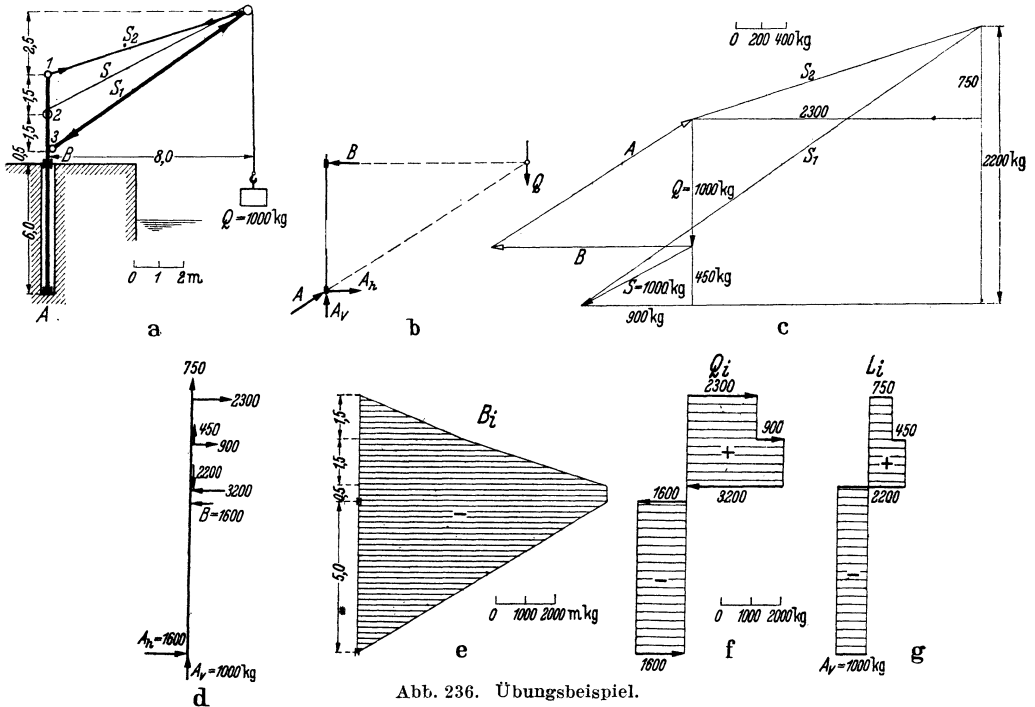 2,5
1,5
1,5
0,5
6,0
1
2
3
S₂
S
S₁
B
8,0
Q = 1000 kg
0 1 2 m
A
a
B
Q
A
Aₕ
Aᵥ
b
0 200 400 kg
S₂
750
2300
A
S₁
2200 kg
Q = 1000 kg
B
S = 1000 kg
450 kg
900 kg
c
750
2300
450
900
2200
3200
B = 1600
Aₕ = 1600
Aᵥ = 1000 kg
d
1,5
1,5
0,5
5,0
Bᵢ
−
0 1000 2000 mkg
e
Qᵢ
2300
900
+
3200
1600
−
1600
0 1000 2000 kg
f
Lᵢ
750
450
+
2200
−
Aᵥ = 1000 kg
g
Abb. 236. Übungsbeispiel.